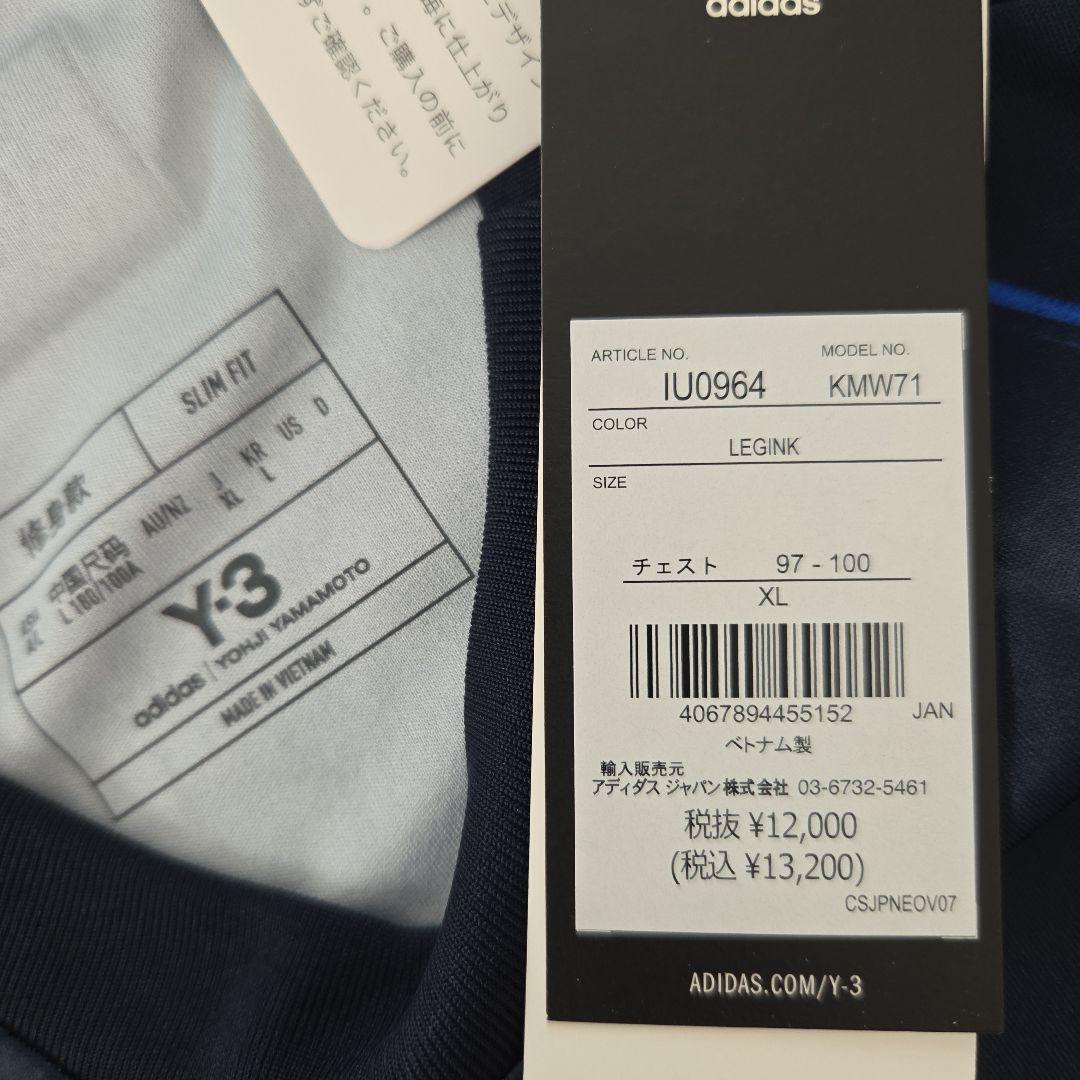 デザイン
に仕上がり
。ご購入の前に
ずご確認ください。
adidas
ARTICLE NO.
MODEL NO.
IU0964
KMW71
COLOR
LEGINK
SIZE
チェスト 97 - 100
XL
4067894455152
JAN
ベトナム製
輸入販売元
アディダス ジャパン株式会社 03-6732-5461
税抜 ¥12,000
(税込 ¥13,200)
CSJPNEOV07
ADIDAS.COM/Y-3
修身款
SLIM FIT
中国尺码
L 180/100A
AU/NZ
J
XL
KR
L
US
D
Y-3
adidas | YOHJI YAMAMOTO
MADE IN VIETNAM